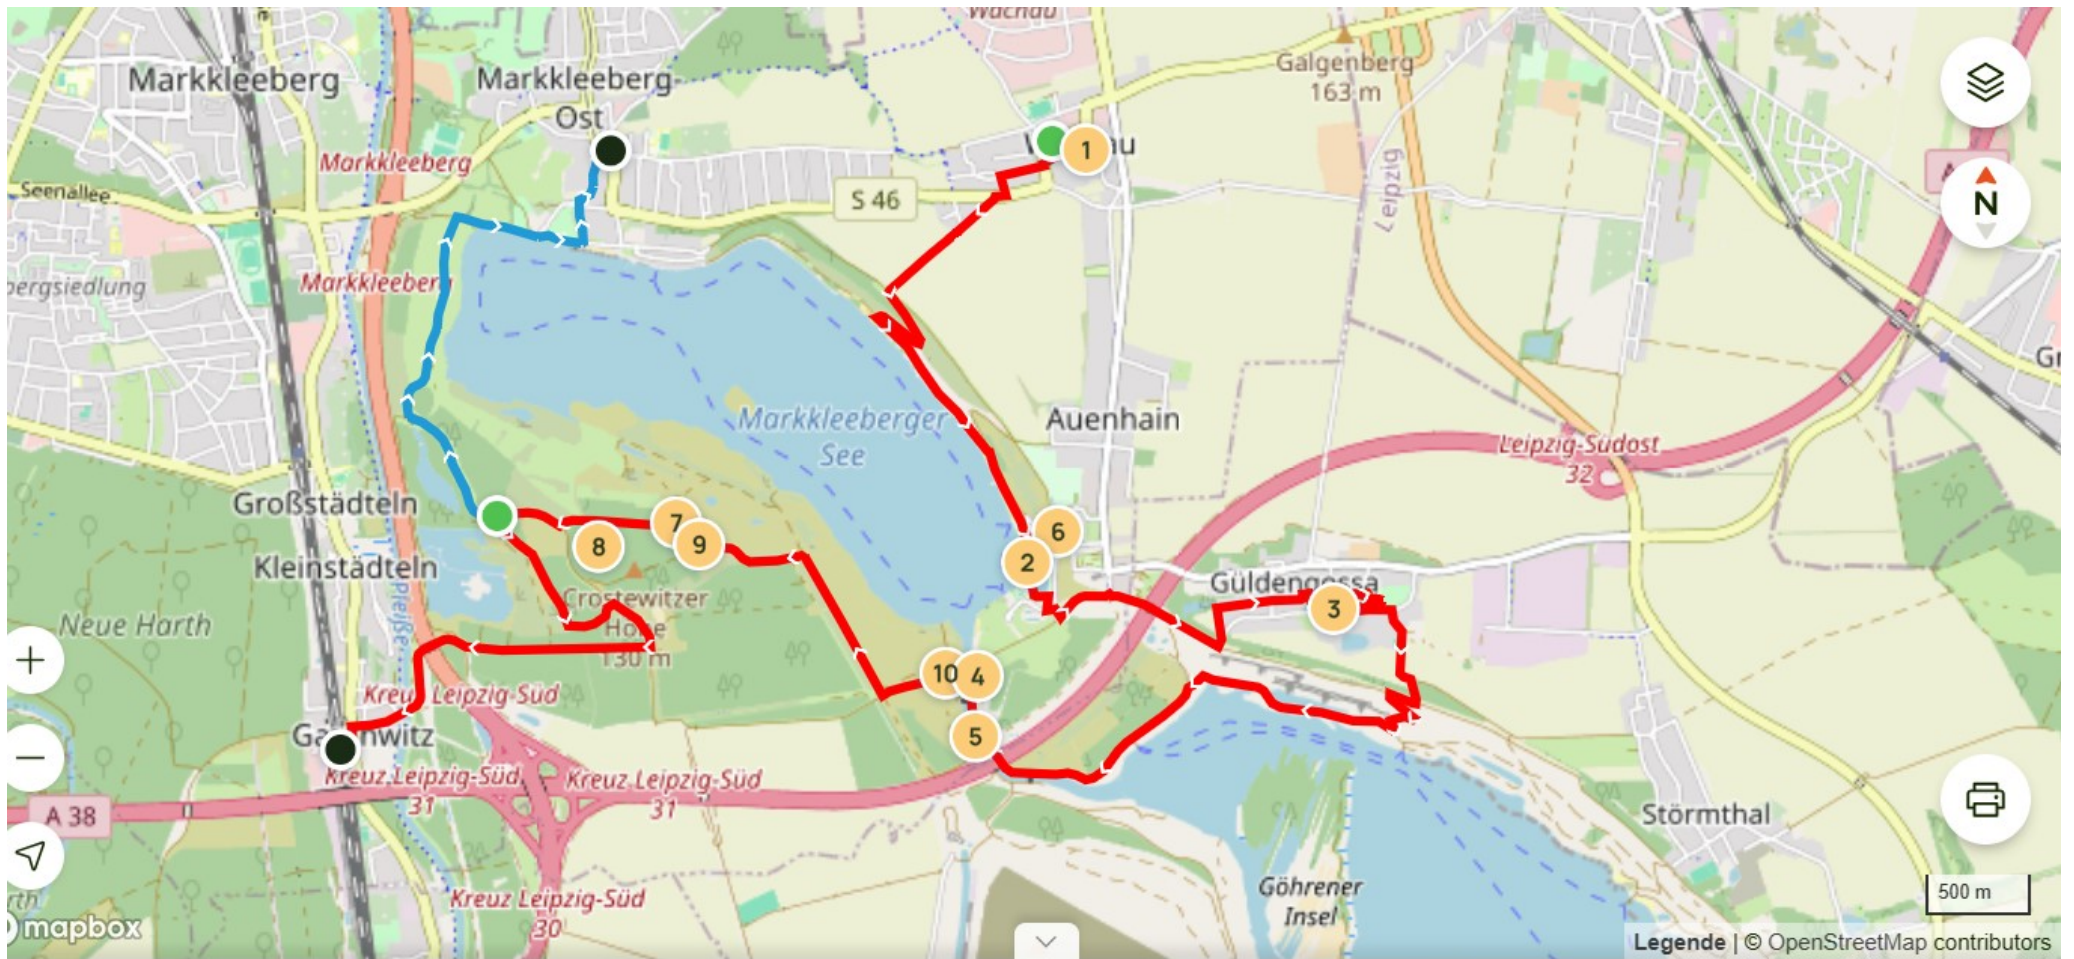 Wachau
Markkleeberg
Markkleeberg-
Ost
Galgenberg
163 m
Markkleeberg
1
Seenallee
S 46
Leipzig
N
Markkleeberg
bergsiedlung
Markkleeberger
See
Auenhain
Leipzig-Südost
32
Großstädteln
7
8
9
6
2
Kleinstädteln
Pleiße
Güldengossa
3
Crostewitzer
Höhe
130 m
Neue Harth
10
4
Kreuz Leipzig-Süd
5
Kreuz Leipzig-Süd
31
Kreuz Leipzig-Süd
31
A 38
Störmthal
Göhrener
Insel
Kreuz Leipzig-Süd
30
500 m
mapbox
Legende | © OpenStreetMap contributors